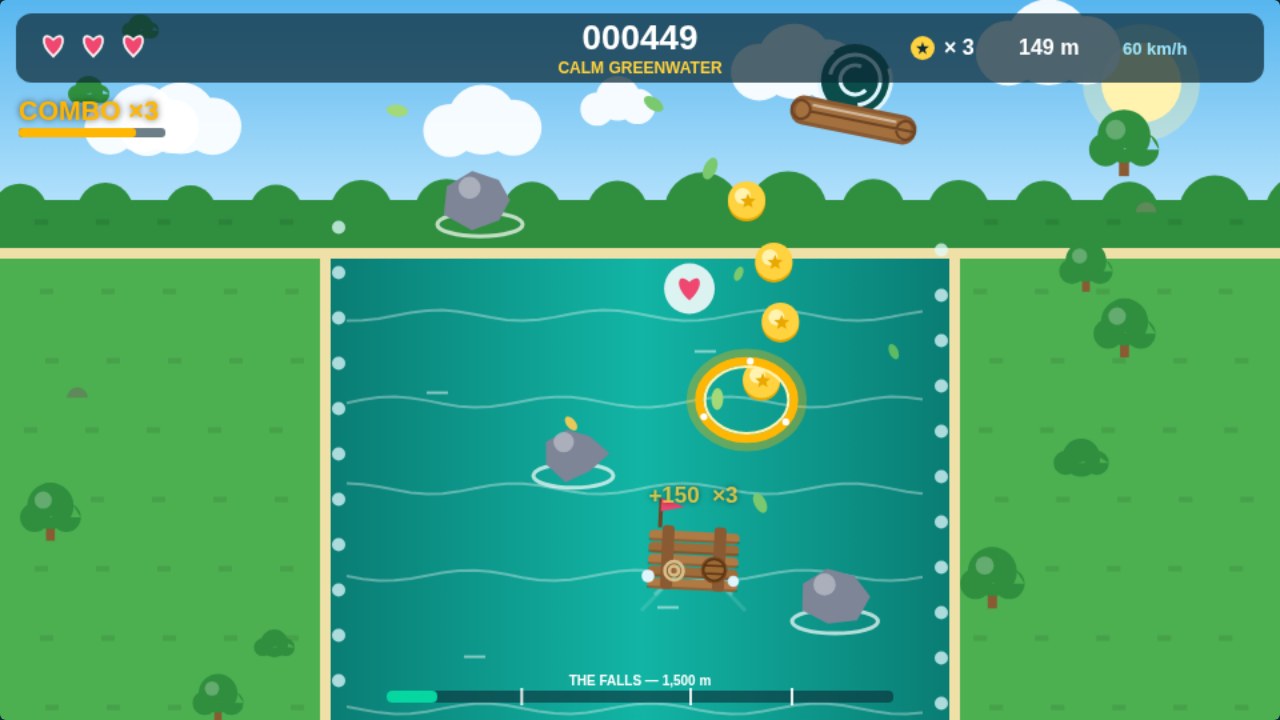 000449
CALM GREENWATER
× 3
149 m
60 km/h
COMBO ×3
+150 ×3
THE FALLS — 1,500 m